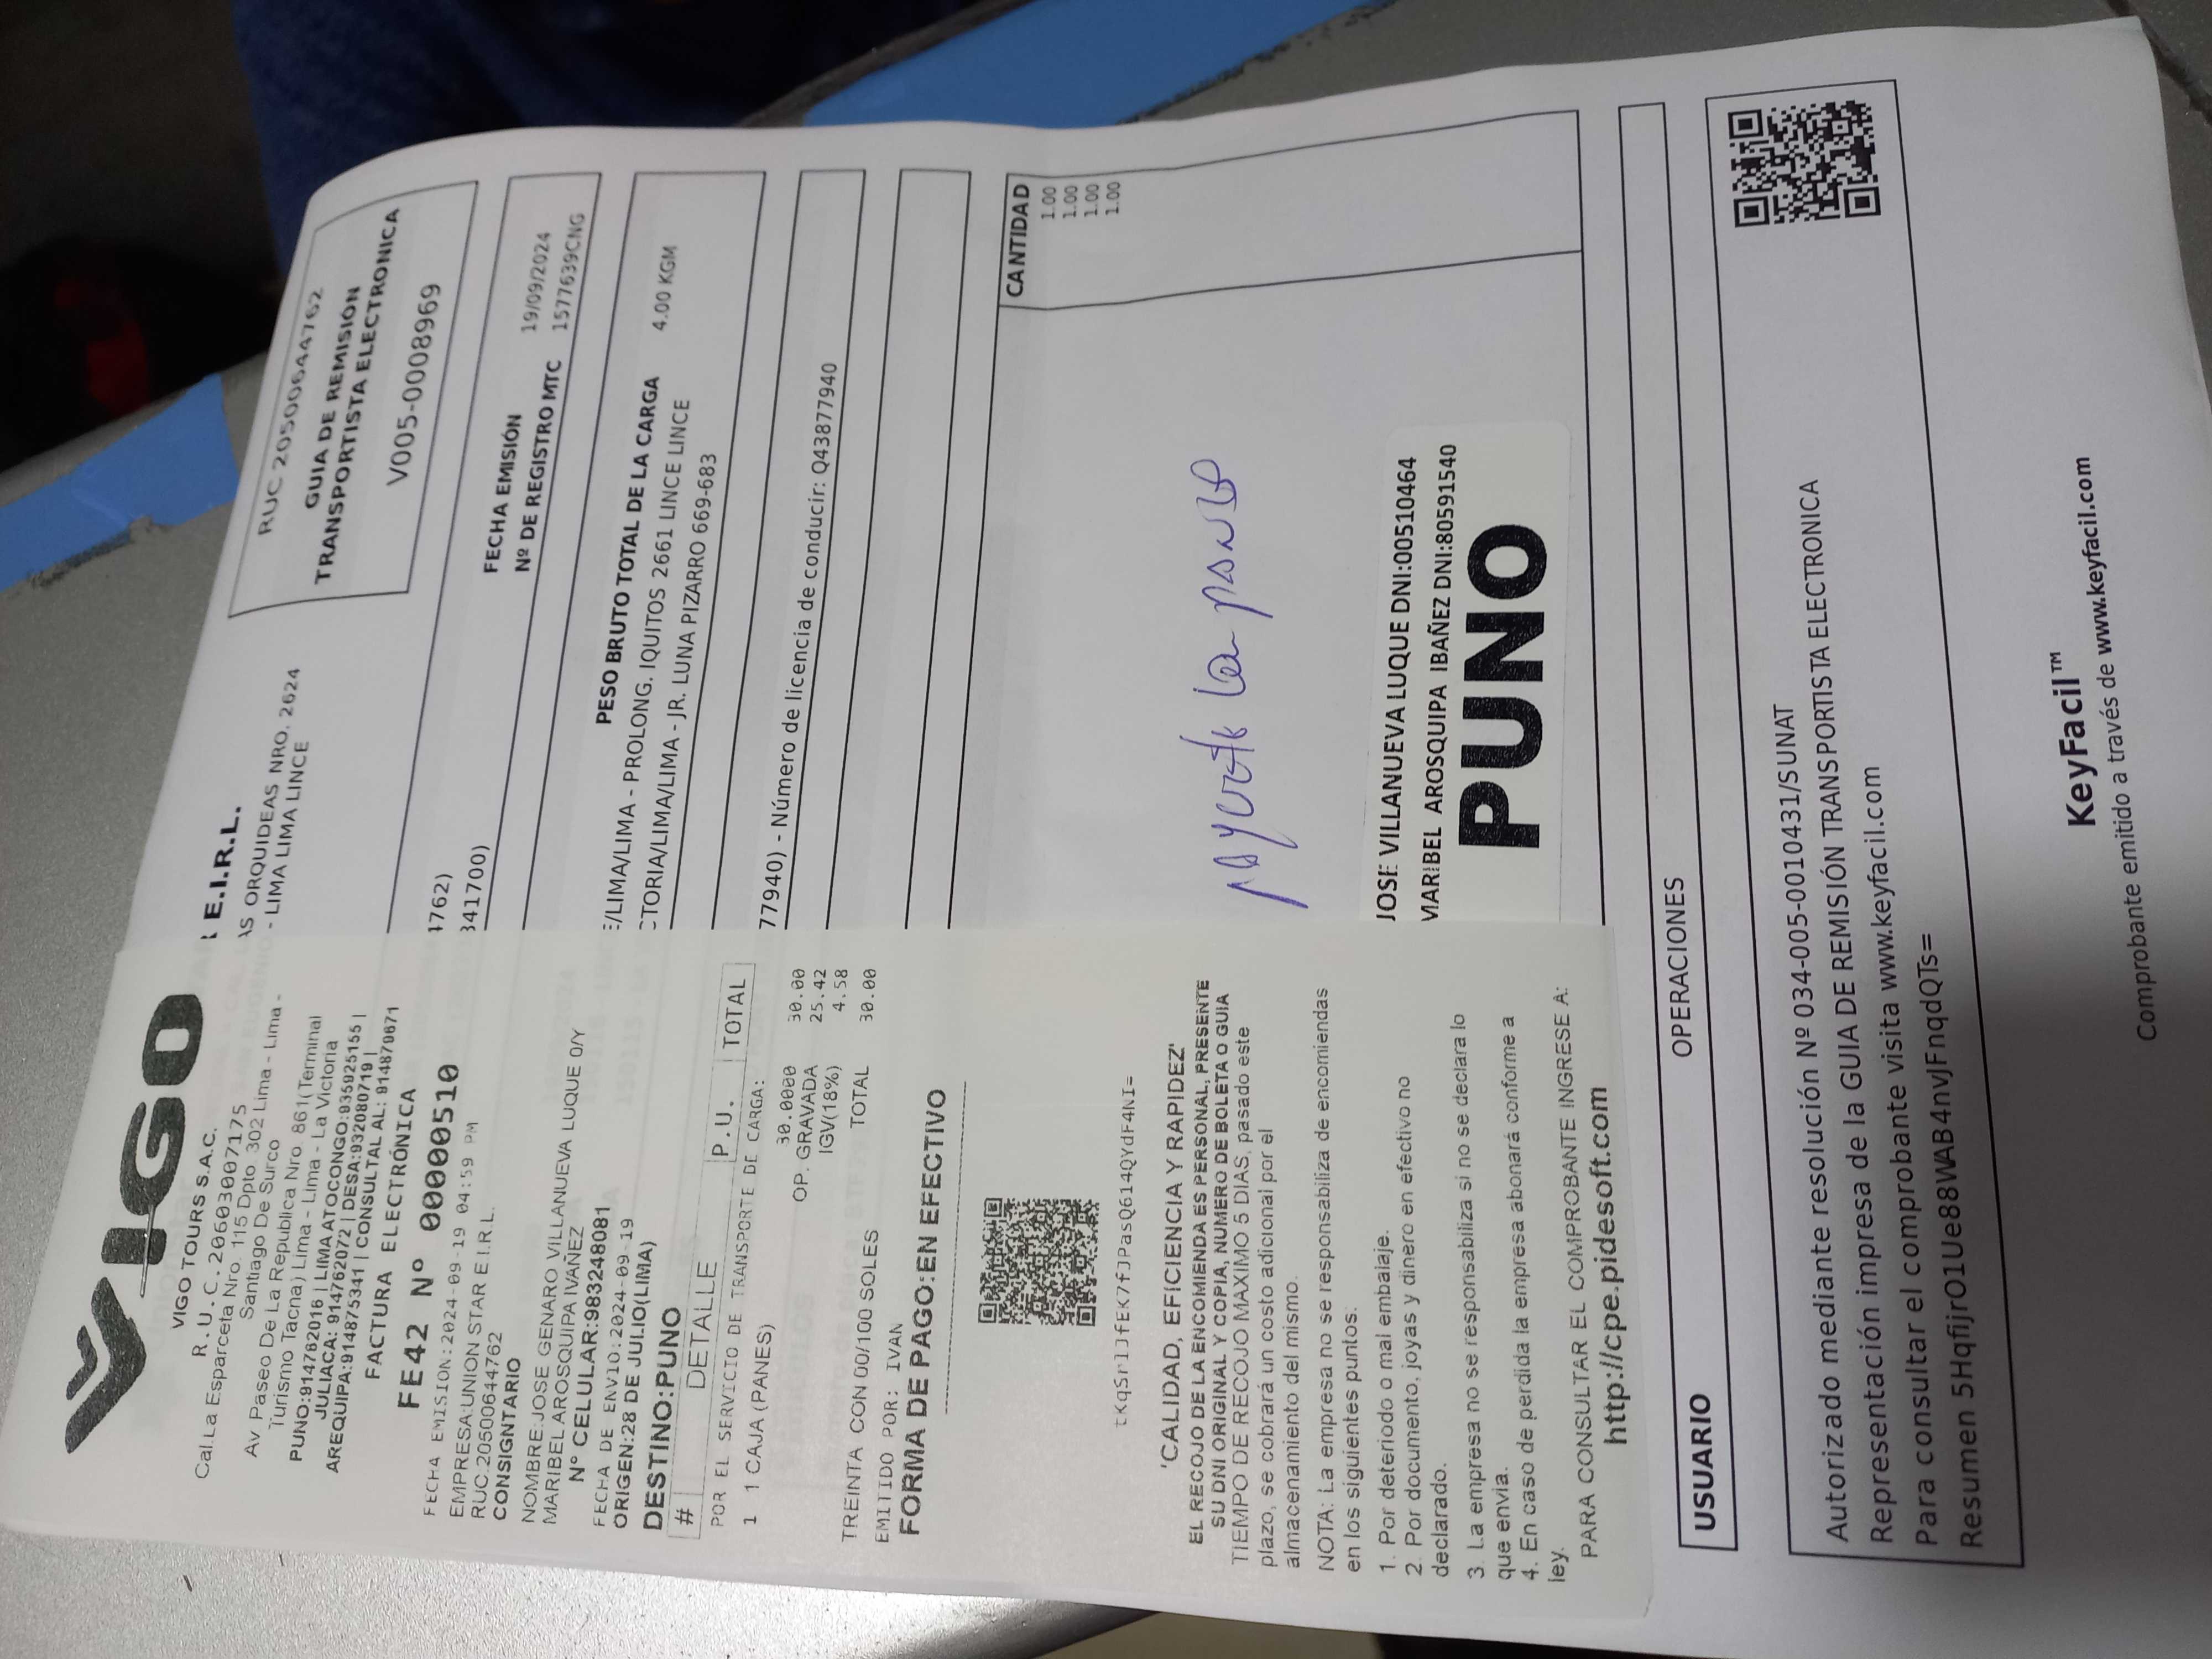 VIGO
VIGO TOURS S.A.C.
R.U.C.20603007175
Cal.La Esparceta Nro. 115 Dpto. 302 Lima - Lima -
Santiago De Surco
Av Paseo De La Republica Nro. 861(Terminal
Turismo Tacna) Lima - Lima - La Victoria
PUNO:914762016 | LIMA ATOCONGO:935925155 |
JULIACA: 914762072 | DESA:932080719 |
AREQUIPA:914875341 | CONSULTAL AL: 914870671
FACTURA ELECTRÓNICA
FE42 N° 00000510
FECHA EMISION:2024-09-19 04:59 PM
EMPRESA:UNION STAR E.I.R.L.
RUC:20500644762
CONSIGNTARIO
NOMBRE:JOSE GENARO VILLANUEVA LUQUE O/Y
MARIBEL AROSQUIPA IVAÑEZ
N° CELULAR:983248081
FECHA DE ENVIO:2024-09-19
ORIGEN:28 DE JULIO(LIMA)
DESTINO:PUNO
# DETALLE P.U. TOTAL
POR EL SERVICIO DE TRANSPORTE DE CARGA:
1 1 CAJA (PANES) 30.0000 30.00
OP. GRAVADA 25.42
IGV(18%) 4.58
TOTAL 30.00
TREINTA CON 00/100 SOLES
EMITIDO POR: IVAN
FORMA DE PAGO:EN EFECTIVO
'CALIDAD, EFICIENCIA Y RAPIDEZ'
EL RECOJO DE LA ENCOMIENDA ES PERSONAL, PRESENTE
SU DNI ORIGINAL Y COPIA, NUMERO DE BOLETA O GUIA
TIEMPO DE RECOJO MAXIMO 5 DIAS, pasado este
plazo, se cobrará un costo adicional por el
almacenamiento del mismo.
NOTA: La empresa no se responsabiliza de encomiendas
en los siguientes puntos:
1. Por deteriodo o mal embalaje.
2. Por documento, joyas y dinero en efectivo no
declarado.
3. La empresa no se responsabiliza si no se declara lo
que envia.
4. En caso de perdida la empresa abonará conforme a
ley.
PARA CONSULTAR EL COMPROBANTE INGRESE A:
http://cpe.pidesoft.com
E.I.R.L.
AS ORQUIDEAS NRO. 2624
- LIMA LIMA LINCE
RUC 20500644762
GUIA DE REMISIÓN
TRANSPORTISTA ELECTRONICA
V005-0008969
4762)
341700)
FECHA EMISIÓN 19/09/2024
Nº DE REGISTRO MTC 1577639CNG
PESO BRUTO TOTAL DE LA CARGA 4.00 KGM
E/LIMA/LIMA - PROLONG. IQUITOS 2661 LINCE LINCE
CTORIA/LIMA/LIMA - JR. LUNA PIZARRO 669-683
77940) - Número de licencia de conducir: Q43877940
CANTIDAD
1.00
1.00
1.00
1.00
JOSE VILLANUEVA LUQUE DNI:00510464
MARIBEL AROSQUIPA IBAÑEZ DNI:80591540
PUNO
USUARIO OPERACIONES
Autorizado mediante resolución Nº 034-005-0010431/SUNAT
Representación impresa de la GUIA DE REMISIÓN TRANSPORTISTA ELECTRONICA
Para consultar el comprobante visita www.keyfacil.com
Resumen 5HqfijrO1Ue88WAB4nvJFnqdQTs=
KeyFacil™
Comprobante emitido a través de www.keyfacil.com